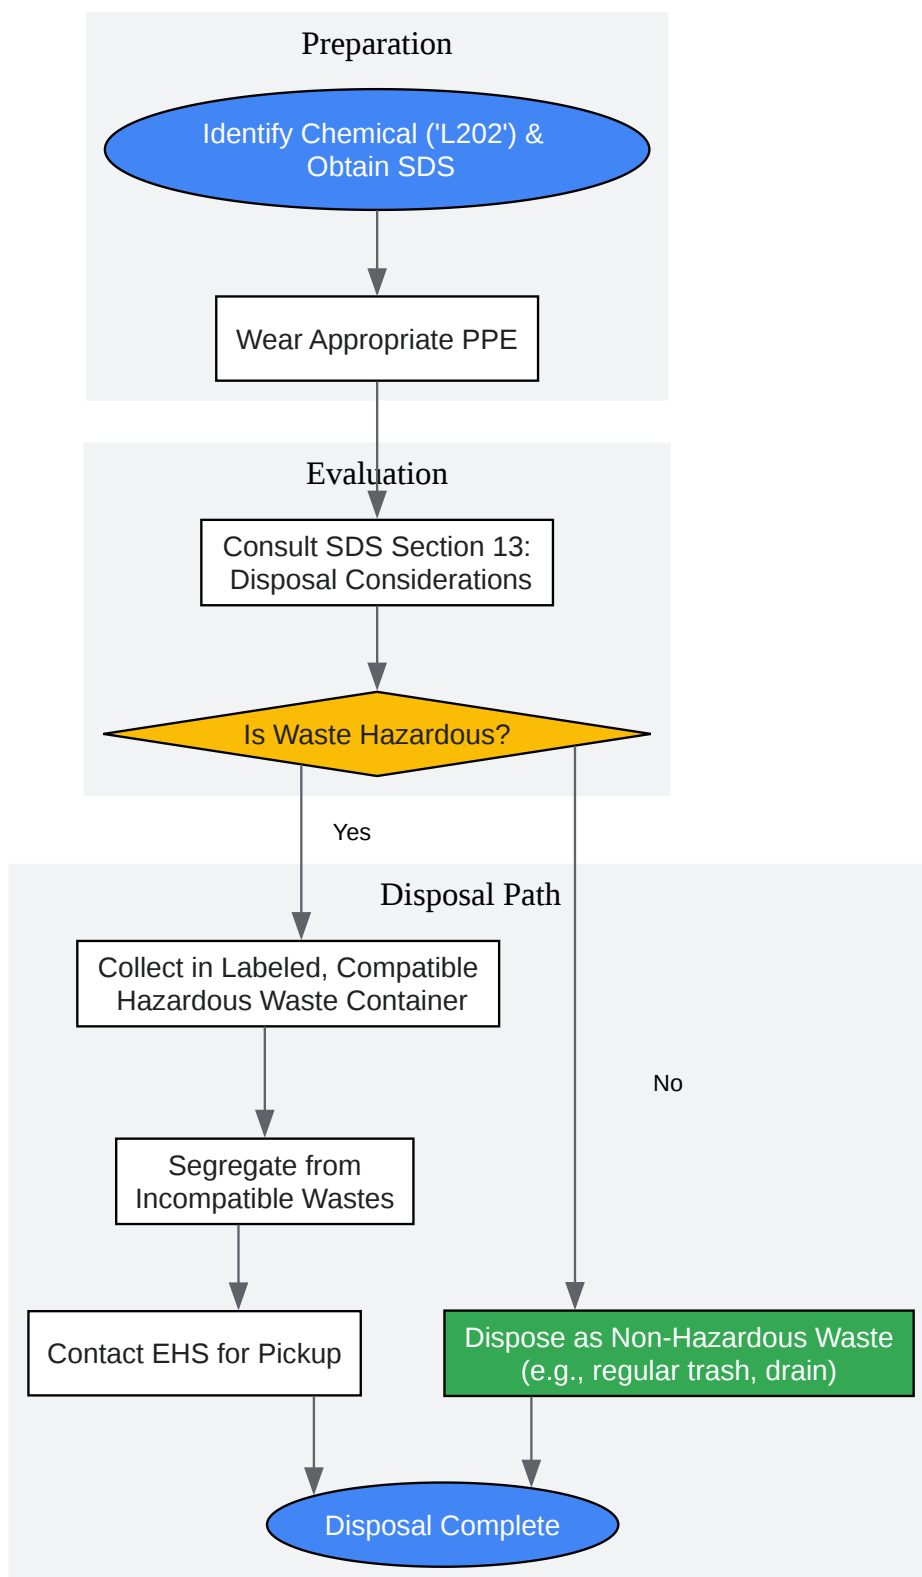 Preparation
Identify Chemical ('L202') &
Obtain SDS
Wear Appropriate PPE
Evaluation
Consult SDS Section 13:
Disposal Considerations
Is Waste Hazardous?
Yes
Disposal Path
Collect in Labeled, Compatible
Hazardous Waste Container
No
Segregate from
Incompatible Wastes
Contact EHS for Pickup
Dispose as Non-Hazardous Waste
(e.g., regular trash, drain)
Disposal Complete